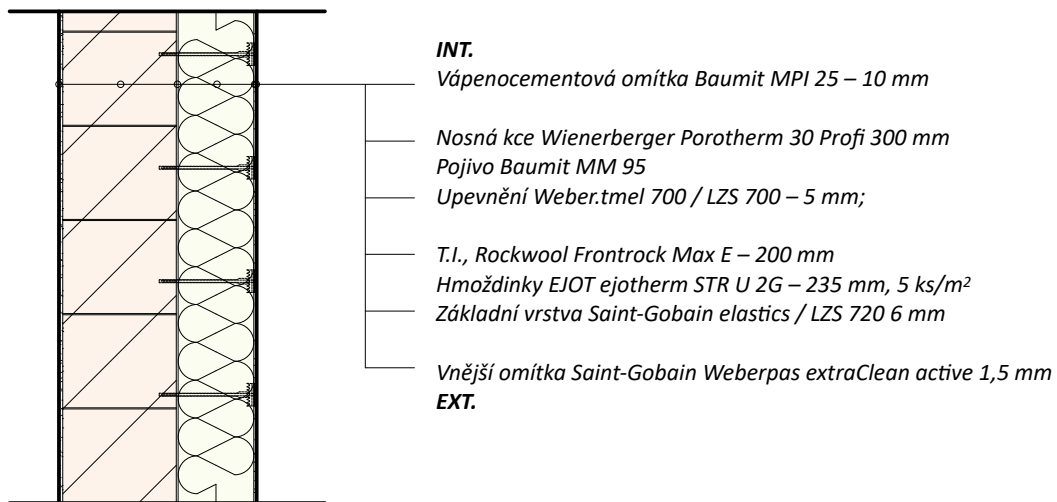 INT.
Vápenocementová omítka Baumit MPI 25 – 10 mm
Nosná kce Wienerberger Porotherm 30 Profi 300 mm
Pojivo Baumit MM 95
Upevnění Weber.tmel 700 / LZS 700 – 5 mm;
T.I., Rockwool Frontrock Max E – 200 mm
Hmoždinky EJOT ejotherm STR U 2G – 235 mm, 5 ks/m²
Základní vrstva Saint-Gobain elastics / LZS 720 6 mm
Vnější omítka Saint-Gobain Weberpas extraClean active 1,5 mm
EXT.